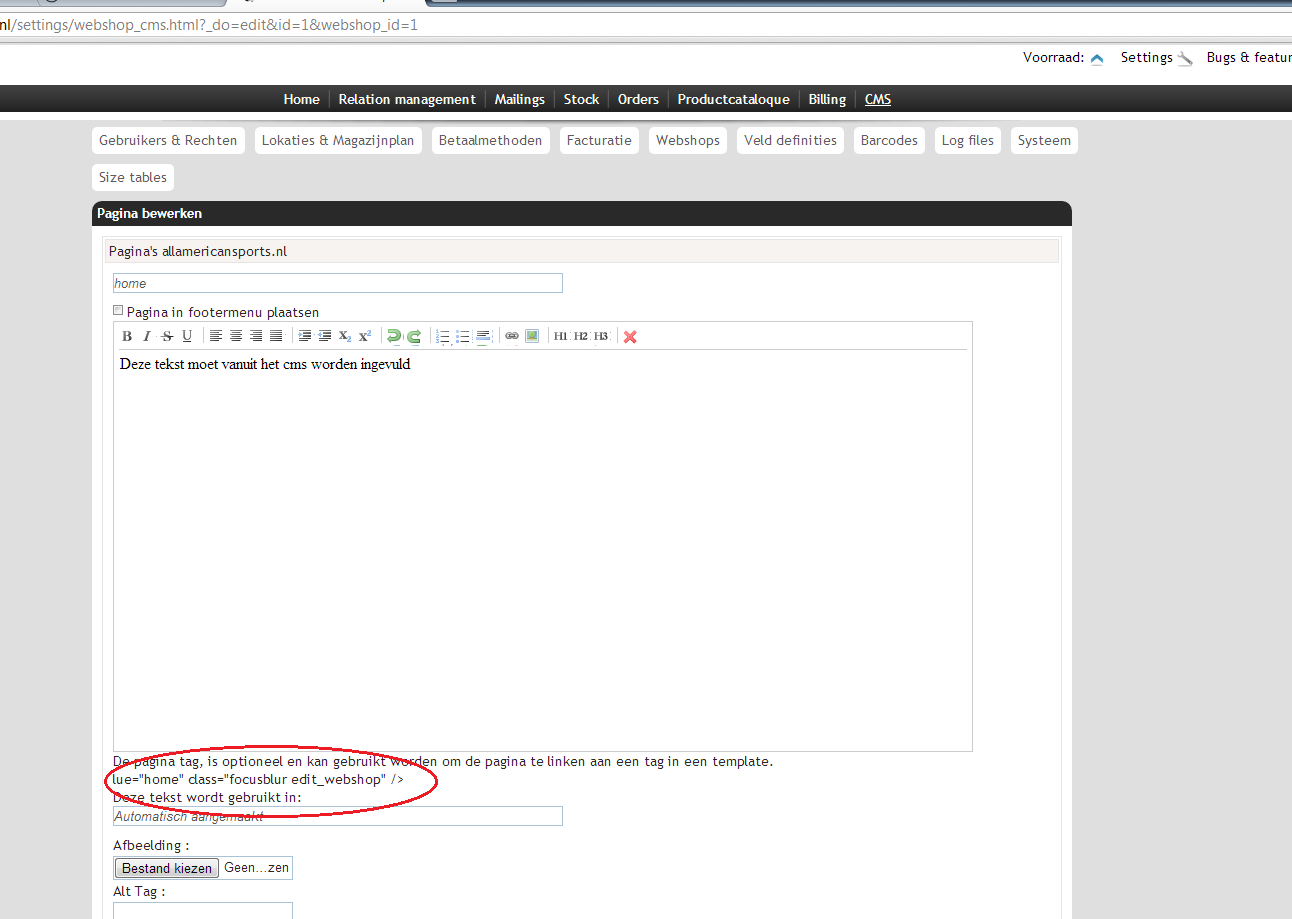 nl/settings/webshop_cms.html?_do=edit&id=1&webshop_id=1
Voorraad: Settings Bugs & featur
Home Relation management Mailings Stock Orders Productcataloque Billing CMS
Gebruikers & Rechten Lokaties & Magazijnplan Betaalmethoden Facturatie Webshops Veld definities Barcodes Log files Systeem
Size tables
Pagina bewerken
Pagina's allamericansports.nl
home
Pagina in footermenu plaatsen
B I S U X2 X2 H1 H2 H3
Deze tekst moet vanuit het cms worden ingevuld
De pagina tag, is optioneel en kan gebruikt worden om de pagina te linken aan een tag in een template.
lue="home" class="focusblur edit_webshop" />
Deze tekst wordt gebruikt in:
Automatisch aangemaakt
Afbeelding :
Bestand kiezen Geen...zen
Alt Tag :